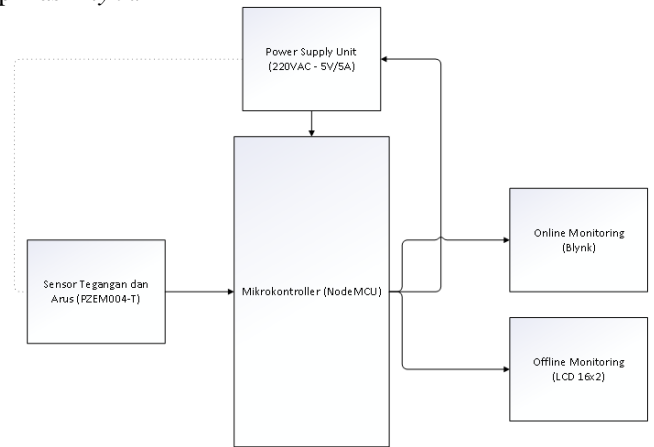 Power Supply Unit
(220VAC - 5V/5A)
Sensor Tegangan dan
Arus (PZEM004-T)
Mikrokontroller (NodeMCU)
Online Monitoring
(Blynk)
Offline Monitoring
(LCD 16x2)